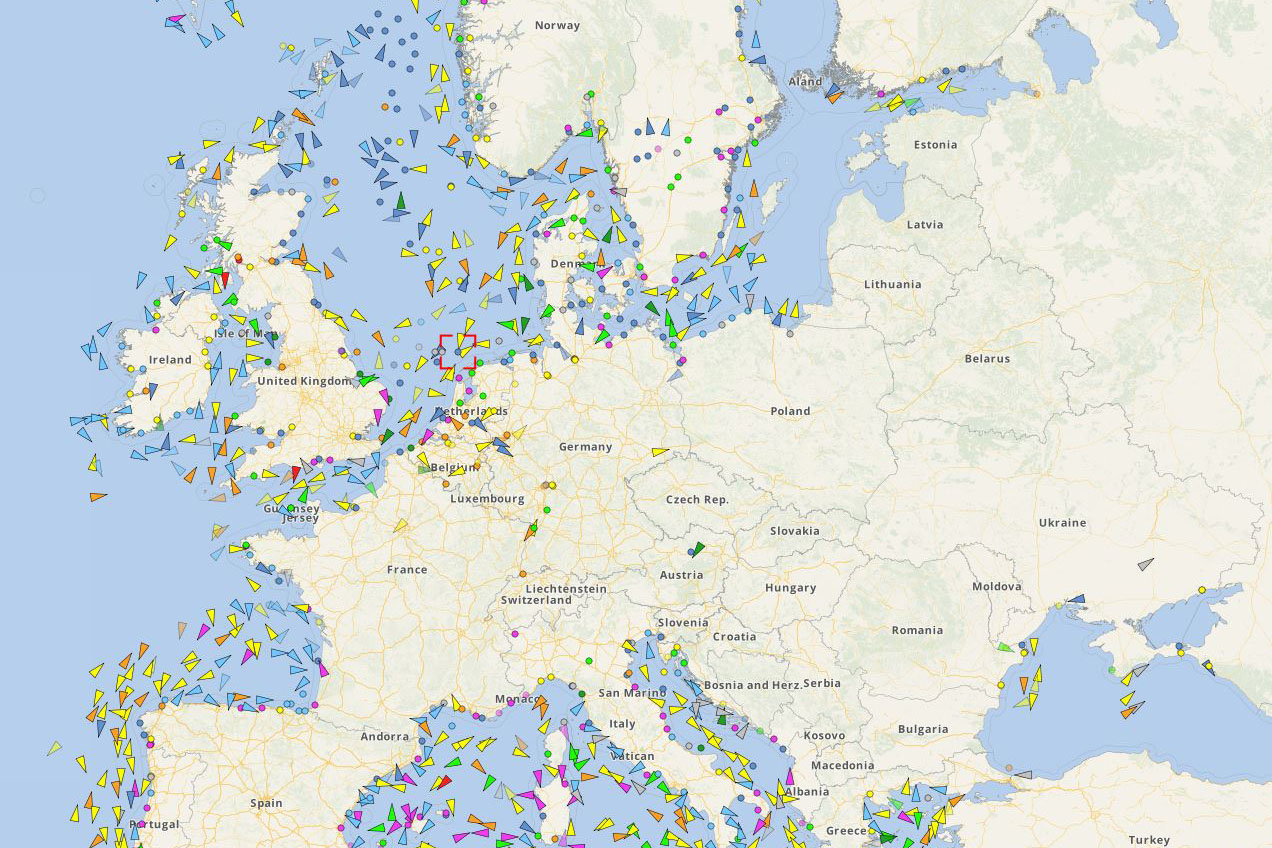 Norway
Aland
Estonia
Latvia
Denmark
Lithuania
Isle of Man
Ireland
Belarus
United Kingdom
Netherlands
Poland
Germany
Belgium
Luxembourg
Czech Rep.
Guernsey
Jersey
Ukraine
Slovakia
France
Austria
Liechtenstein
Hungary
Moldova
Switzerland
Slovenia
Romania
Croatia
Bosnia and Herz.
Serbia
San Marino
Monaco
Italy
Bulgaria
Andorra
Kosovo
Vatican
Macedonia
Albania
Spain
Portugal
Greece
Turkey